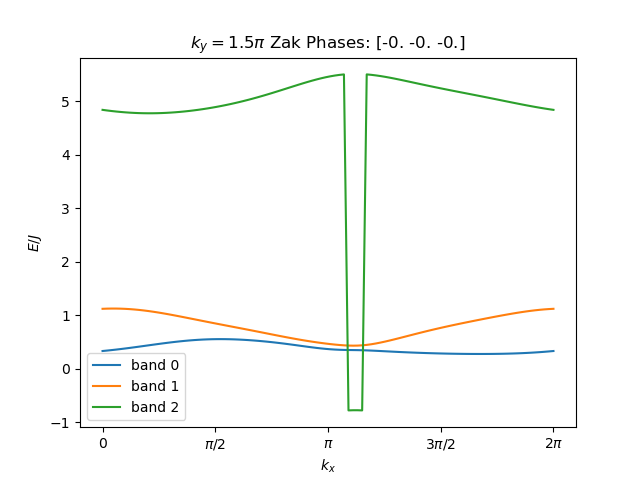 k_y = 1.5π Zak Phases: [-0. -0. -0.]
E/J
5
4
3
2
1
0
−1
band 0
band 1
band 2
0 π/2 π 3π/2 2π
k_x